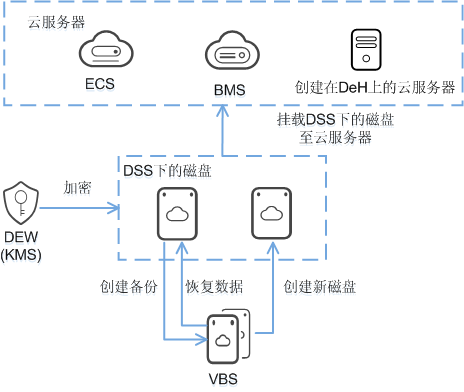 云服务器
ECS
BMS
创建在DeH上的云服务器
挂载DSS下的磁盘
至云服务器
DSS下的磁盘
加密
DEW
(KMS)
创建备份
恢复数据
创建新磁盘
VBS